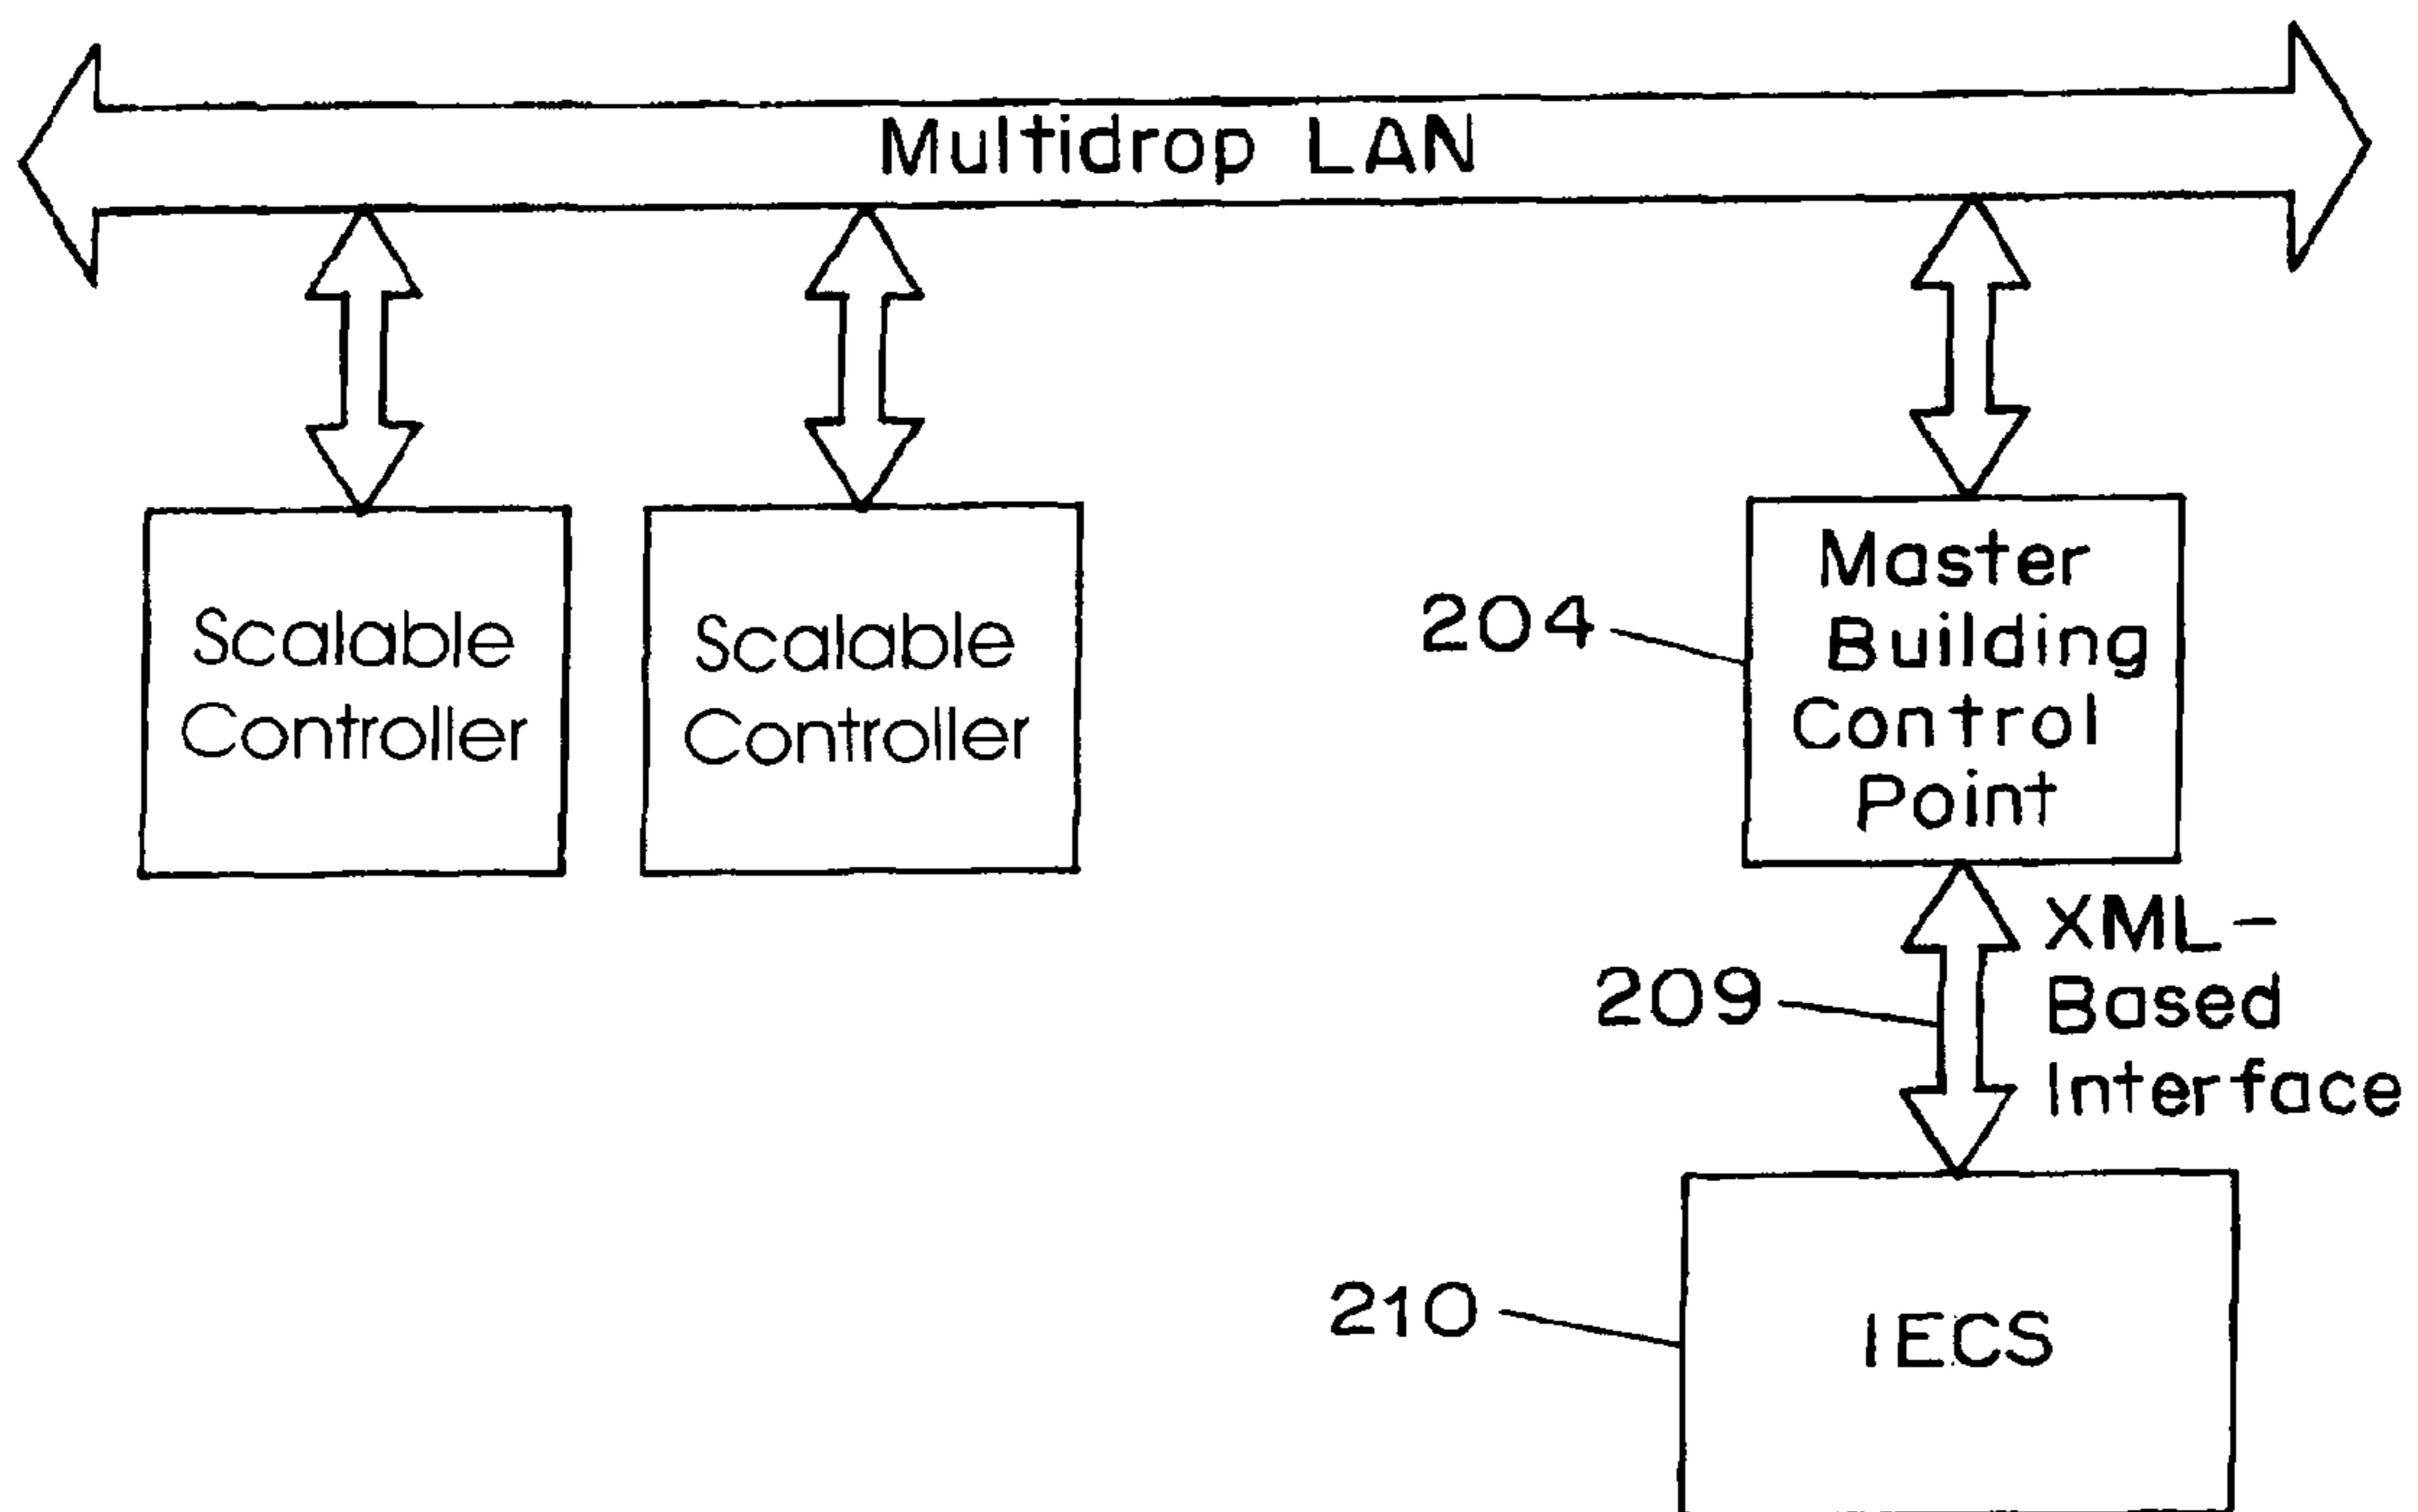 Multidrop LAN
Scalable
Controller
Scalable
Controller
204
Master
Building
Control
Point
209
XML-
Based
Interface
210
IECS